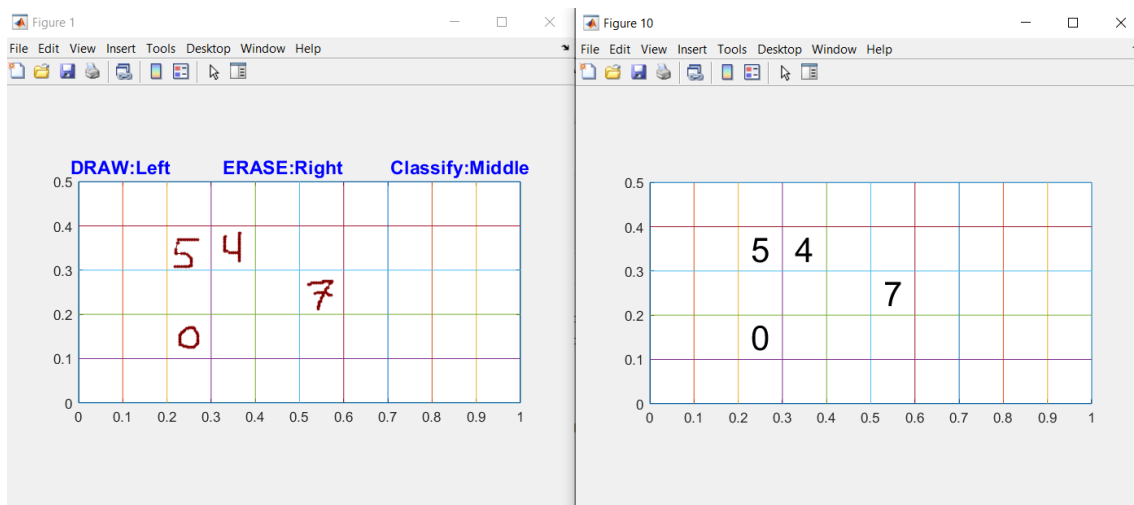 Figure 1
File Edit View Insert Tools Desktop Window Help
DRAW:Left ERASE:Right Classify:Middle
0.5
0.4
5 4
0.3
7
0.2
0
0.1
0
0 0.1 0.2 0.3 0.4 0.5 0.6 0.7 0.8 0.9 1
Figure 10
File Edit View Insert Tools Desktop Window Help
0.5
0.4
5 4
0.3
7
0.2
0
0.1
0
0 0.1 0.2 0.3 0.4 0.5 0.6 0.7 0.8 0.9 1